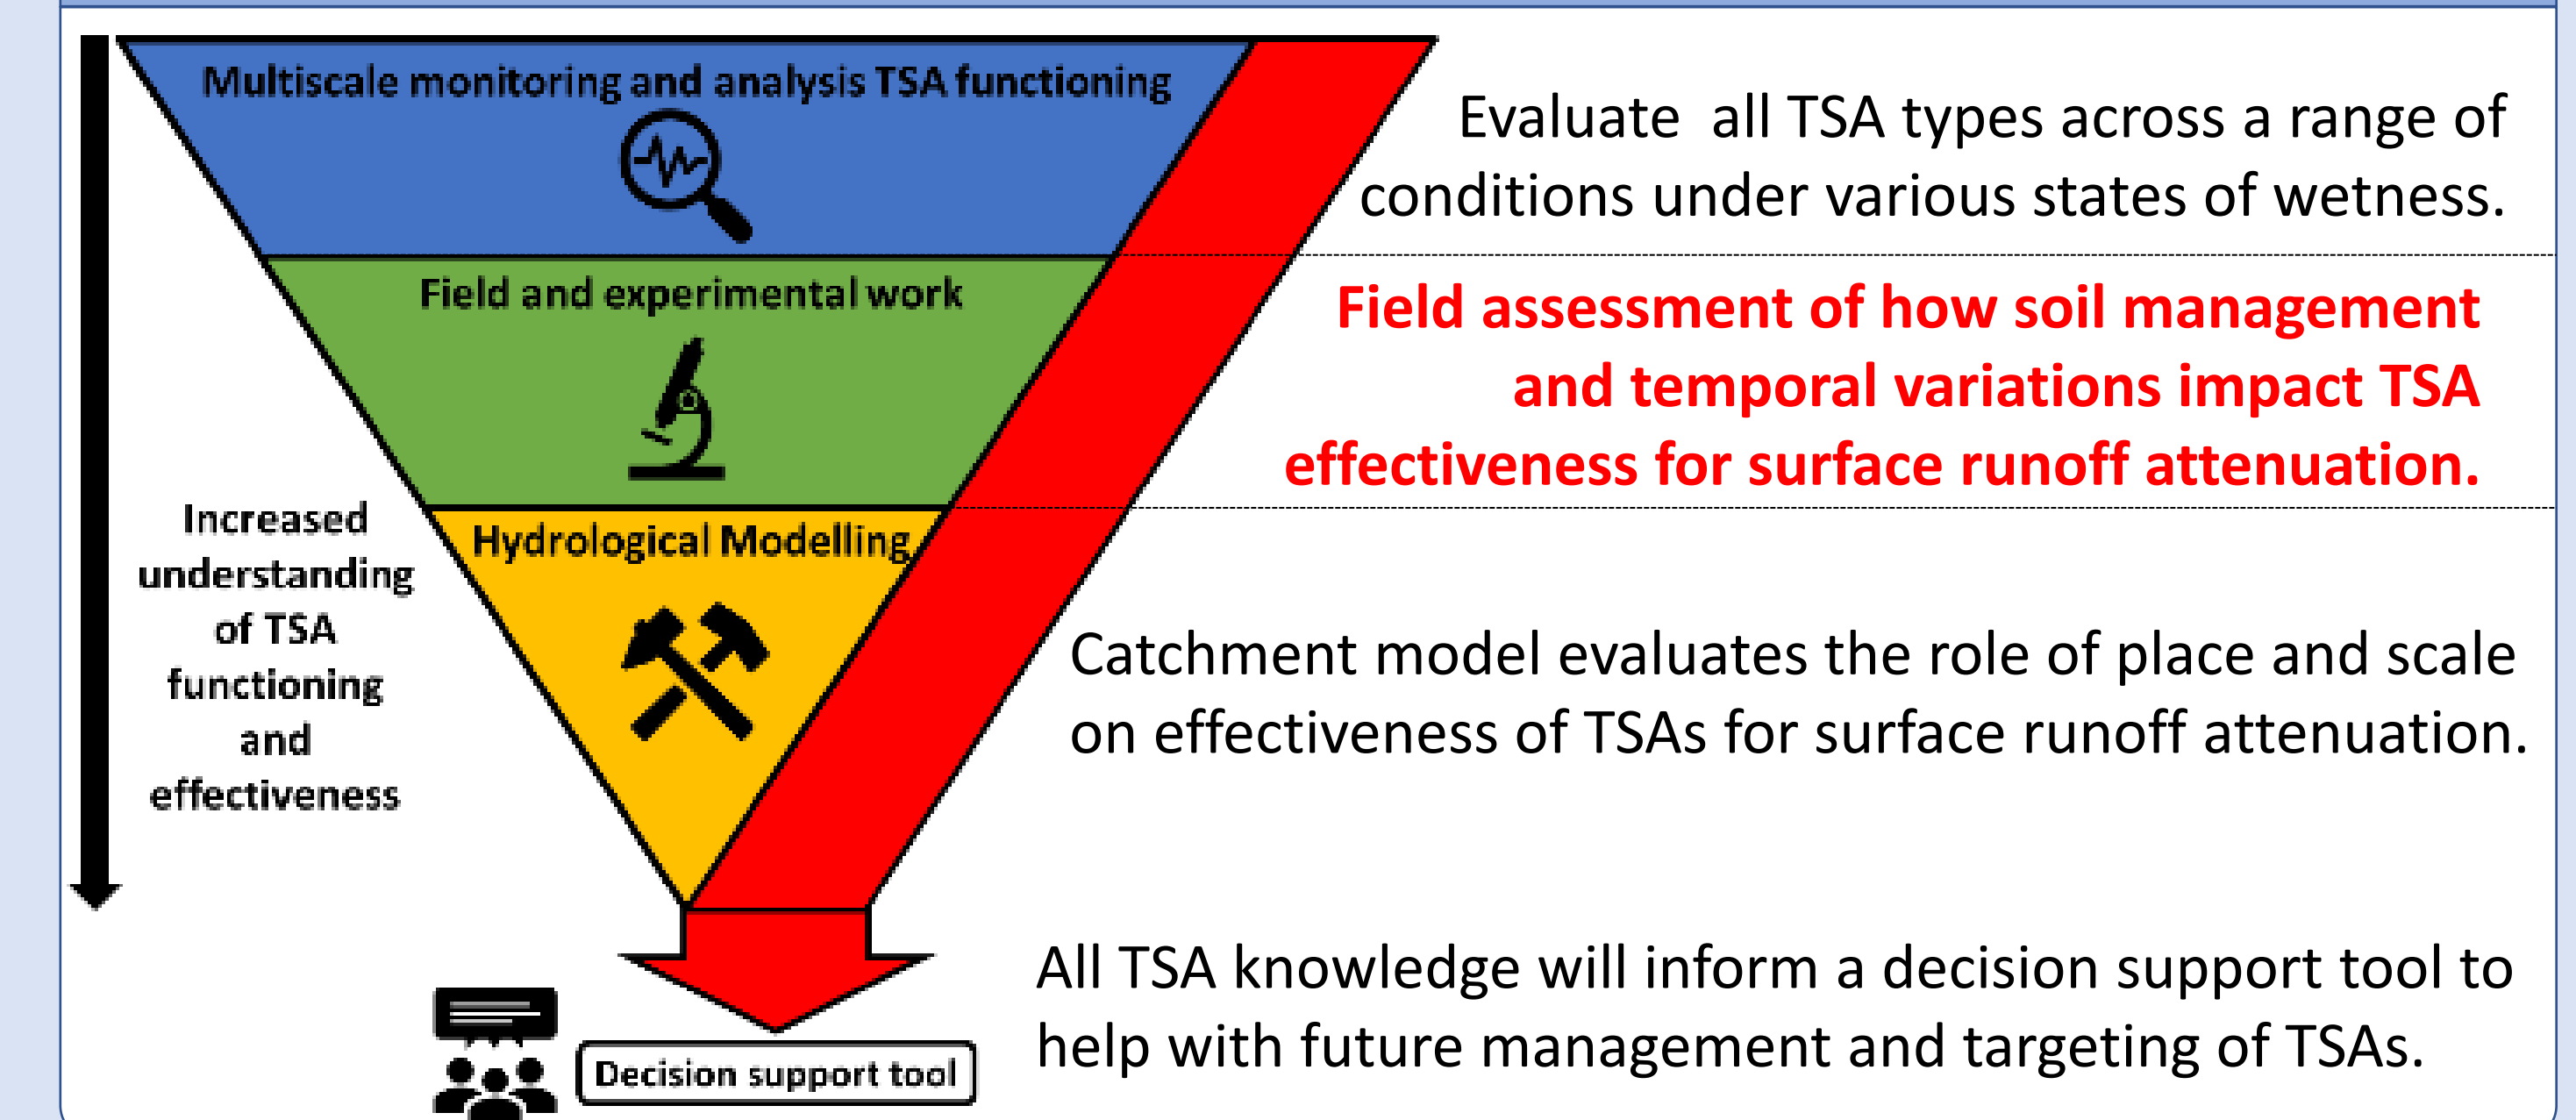 Multiscale monitoring and analysis TSA functioning
Evaluate  all TSA types across a range of
conditions under various states of wetness.
Field and experimental work
Field assessment of how soil management
and temporal variations impact TSA
effectiveness for surface runoff attenuation.
Increased
understanding
of TSA
functioning
and
effectiveness
Hydrological Modelling
Catchment model evaluates the role of place and scale
on effectiveness of TSAs for surface runoff attenuation.
All TSA knowledge will inform a decision support tool to
help with future management and targeting of TSAs.
Decision support tool